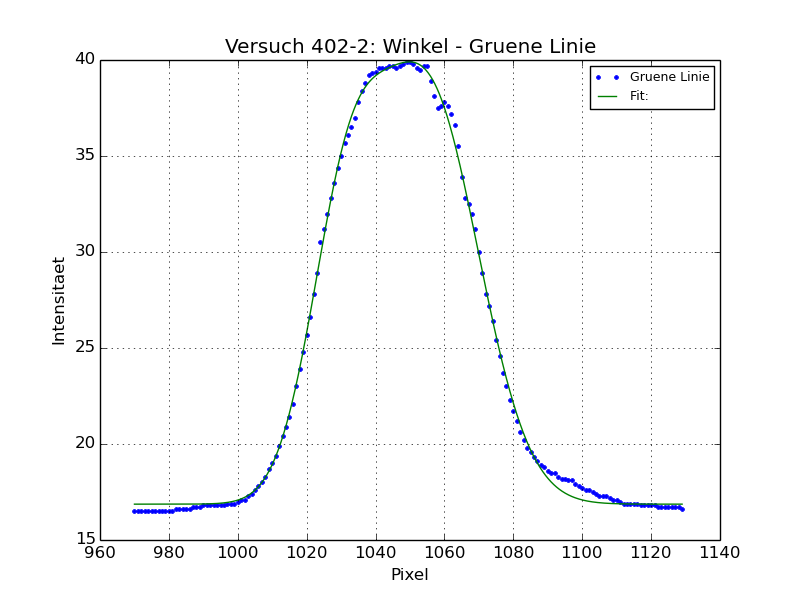 Versuch 402-2: Winkel - Gruene Linie
Gruene Linie
Fit:
Intensitaet
40
35
30
25
20
15
960 980 1000 1020 1040 1060 1080 1100 1120 1140
Pixel